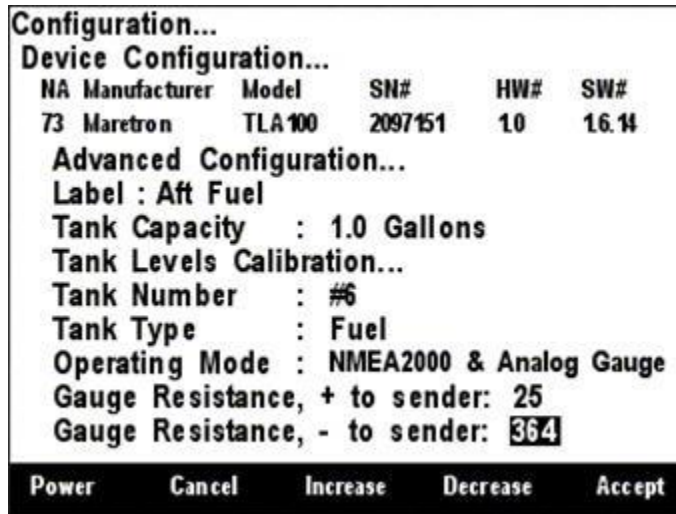 Configuration...
Device Configuration...
NA Manufacturer Model SN# HW# SW#
73 Maretron TLA100 2097151 1.0 1.6.14
Advanced Configuration...
Label : Aft Fuel
Tank Capacity : 1.0 Gallons
Tank Levels Calibration...
Tank Number : #6
Tank Type : Fuel
Operating Mode : NMEA2000 & Analog Gauge
Gauge Resistance, + to sender: 25
Gauge Resistance, - to sender: 364
Power Cancel Increase Decrease Accept